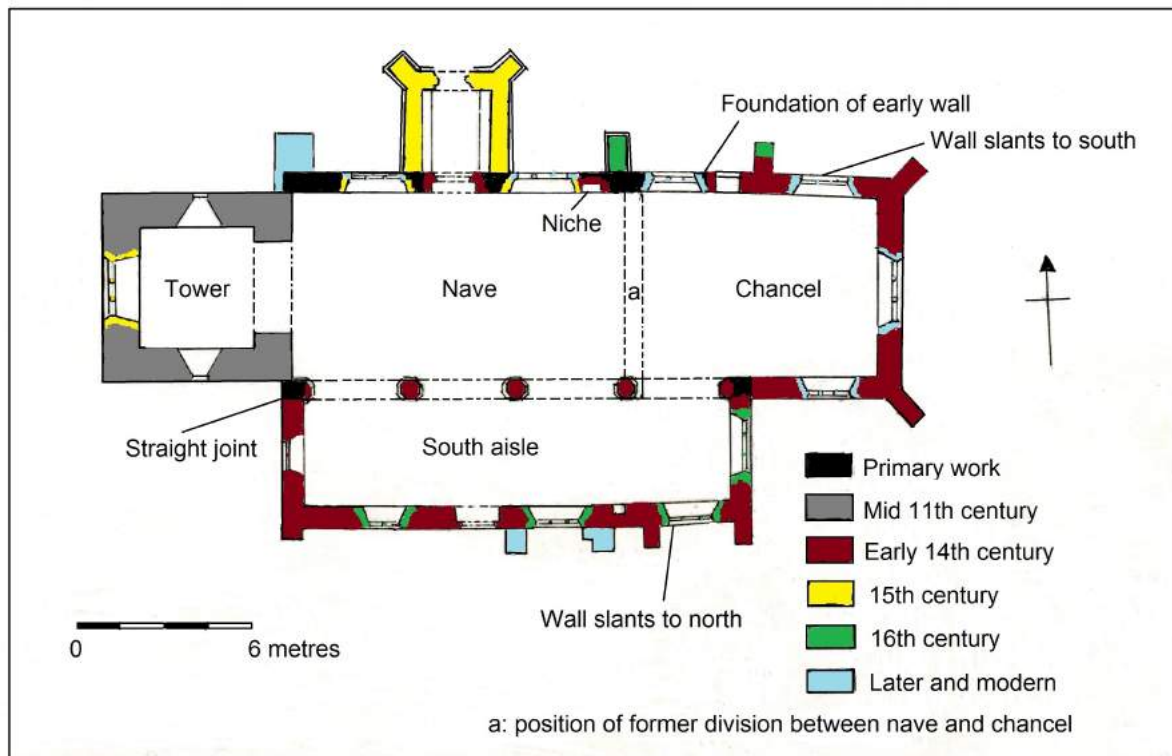 Foundation of early wall
Wall slants to south
Niche
Tower
Nave
a
Chancel
Straight joint
South aisle
Primary work
Mid 11th century
Early 14th century
15th century
16th century
Later and modern
Wall slants to north
0 6 metres
a: position of former division between nave and chancel